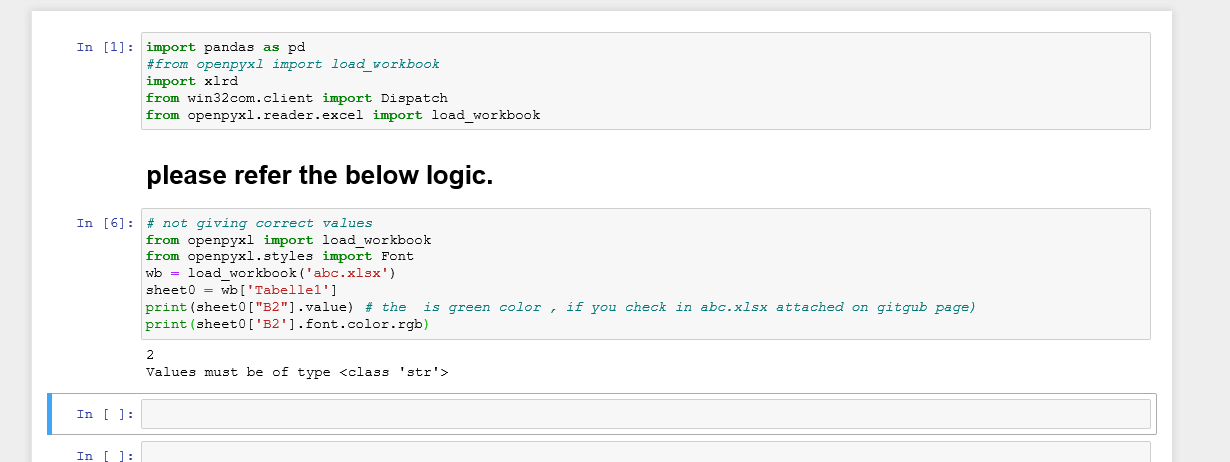 In [1]: import pandas as pd
#from openpyxl import load_workbook
import xlrd
from win32com.client import Dispatch
from openpyxl.reader.excel import load_workbook
please refer the below logic.
In [6]: # not giving correct values
from openpyxl import load_workbook
from openpyxl.styles import Font
wb = load_workbook('abc.xlsx')
sheet0 = wb['Tabelle1']
print(sheet0["B2"].value) # the  is green color , if you check in abc.xlsx attached on gitgub page)
print(sheet0['B2'].font.color.rgb)
2
Values must be of type <class 'str'>
In [ ]:
In [ ]: